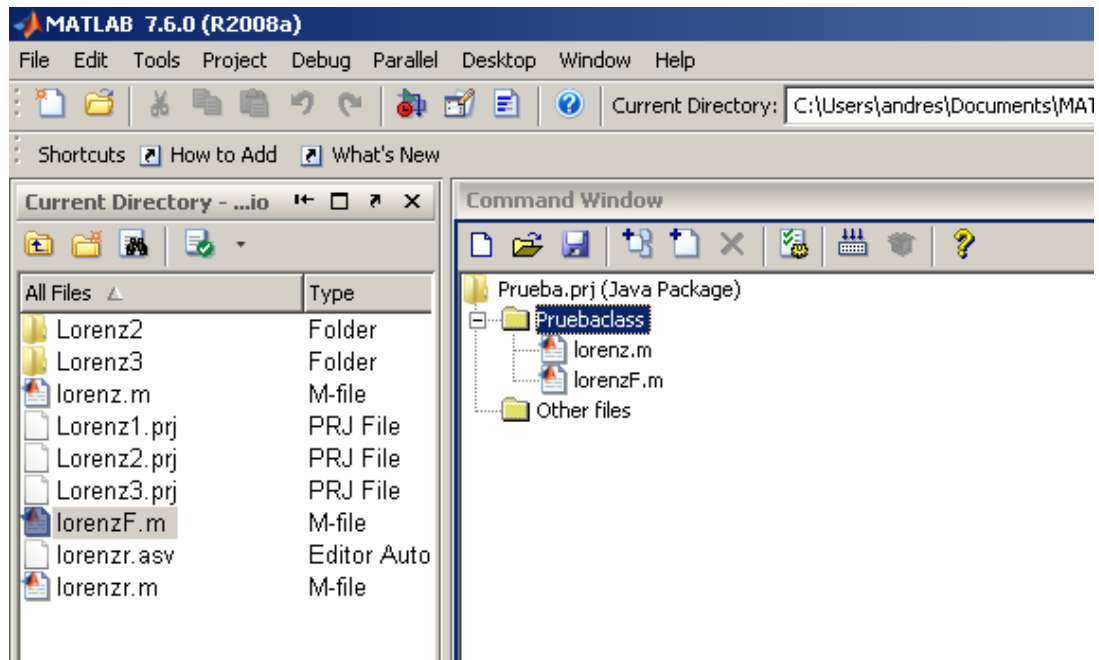 MATLAB 7.6.0 (R2008a)
File Edit Tools Project Debug Parallel Desktop Window Help
Current Directory: C:\Users\andres\Documents\MAT
Shortcuts How to Add What's New
Current Directory - ...io
All Files Type
Lorenz2 Folder
Lorenz3 Folder
lorenz.m M-file
Lorenz1.prj PRJ File
Lorenz2.prj PRJ File
Lorenz3.prj PRJ File
lorenzF.m M-file
lorenzr.asv Editor Auto
lorenzr.m M-file
Command Window
Prueba.prj (Java Package)
Pruebaclass
lorenz.m
lorenzF.m
Other files